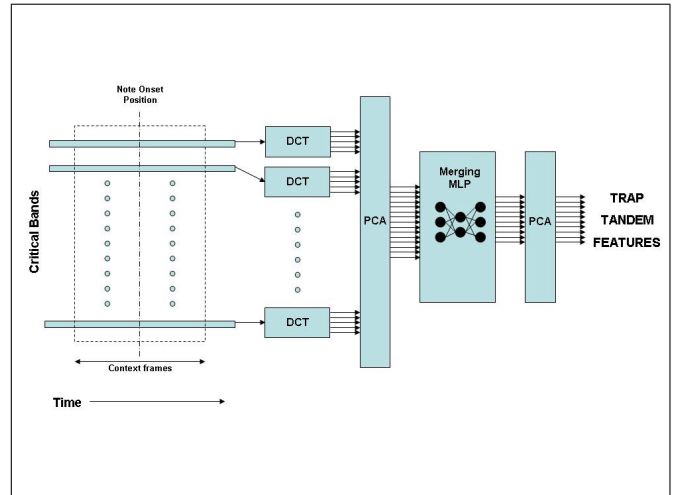 Note Onset
Position
Critical Bands
DCT
DCT
DCT
PCA
Merging
MLP
PCA
TRAP
TANDEM
FEATURES
Context frames
Time